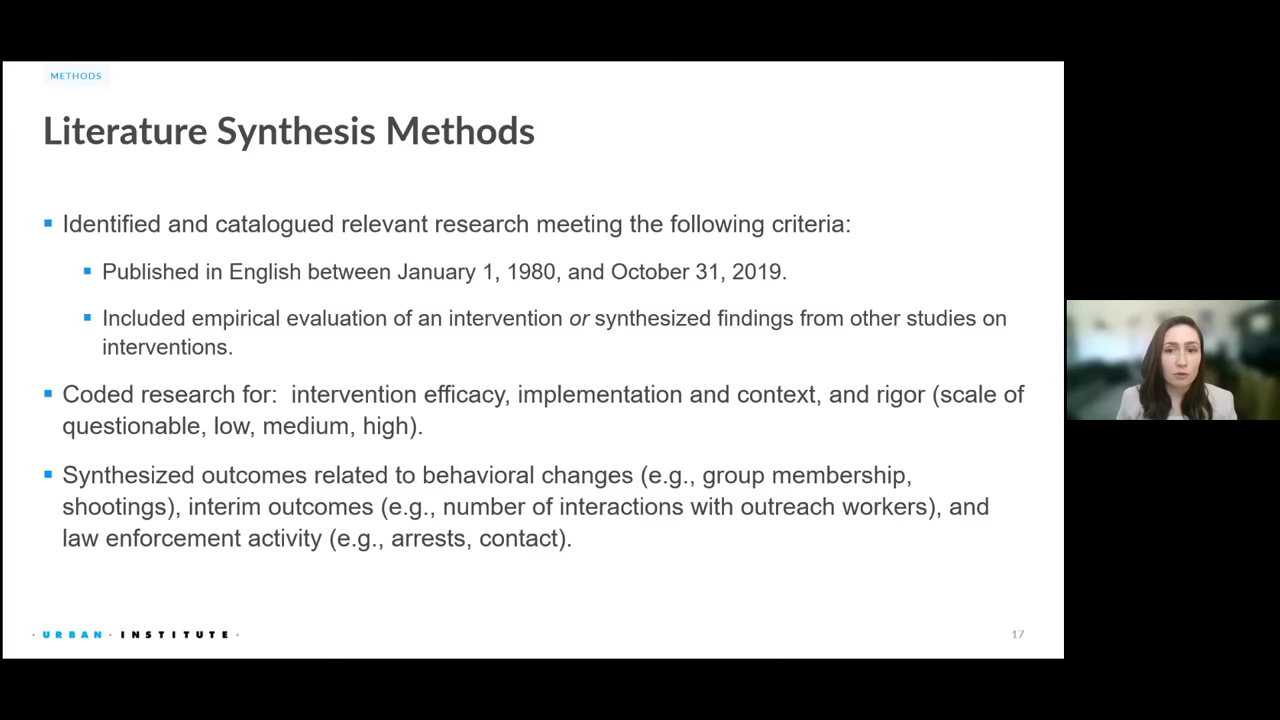 METHODS
Literature Synthesis Methods
Identified and catalogued relevant research meeting the following criteria:
Published in English between January 1, 1980, and October 31, 2019.
Included empirical evaluation of an intervention or synthesized findings from other studies on
interventions.
Coded research for:  intervention efficacy, implementation and context, and rigor (scale of
questionable, low, medium, high).
Synthesized outcomes related to behavioral changes (e.g., group membership,
shootings), interim outcomes (e.g., number of interactions with outreach workers), and
law enforcement activity (e.g., arrests, contact).
· URBAN · INSTITUTE ·
17